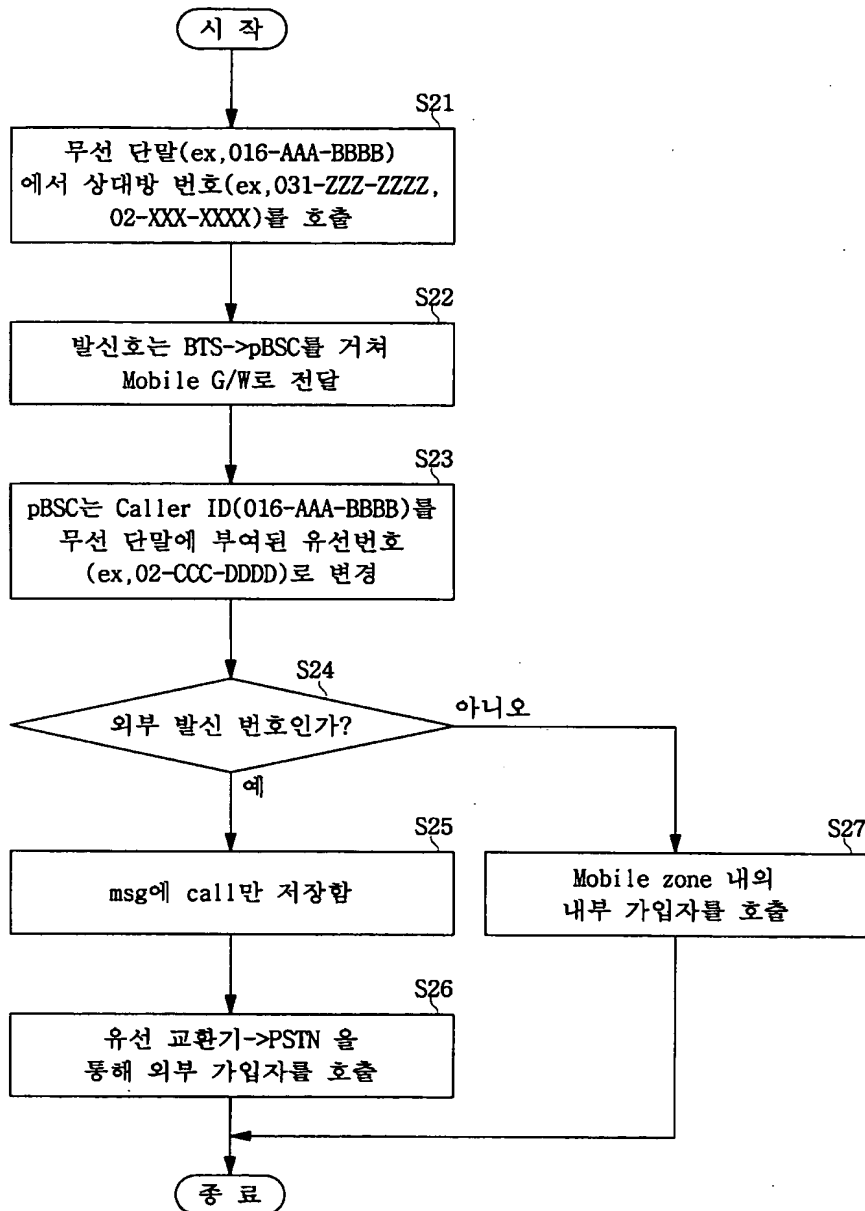 시 작
S21
무선 단말(ex,016-AAA-BBBB)
에서 상대방 번호(ex,031-ZZZ-ZZZZ,
02-XXX-XXXX)를 호출
S22
발신호는 BTS->pBSC를 거쳐
Mobile G/W로 전달
S23
pBSC는 Caller ID(016-AAA-BBBB)를
무선 단말에 부여된 유선번호
(ex,02-CCC-DDDD)로 변경
S24
외부 발신 번호인가?
아니오
예
S25
msg에 call만 저장함
S27
Mobile zone 내의
내부 가입자를 호출
S26
유선 교환기->PSTN 을
통해 외부 가입자를 호출
종 료